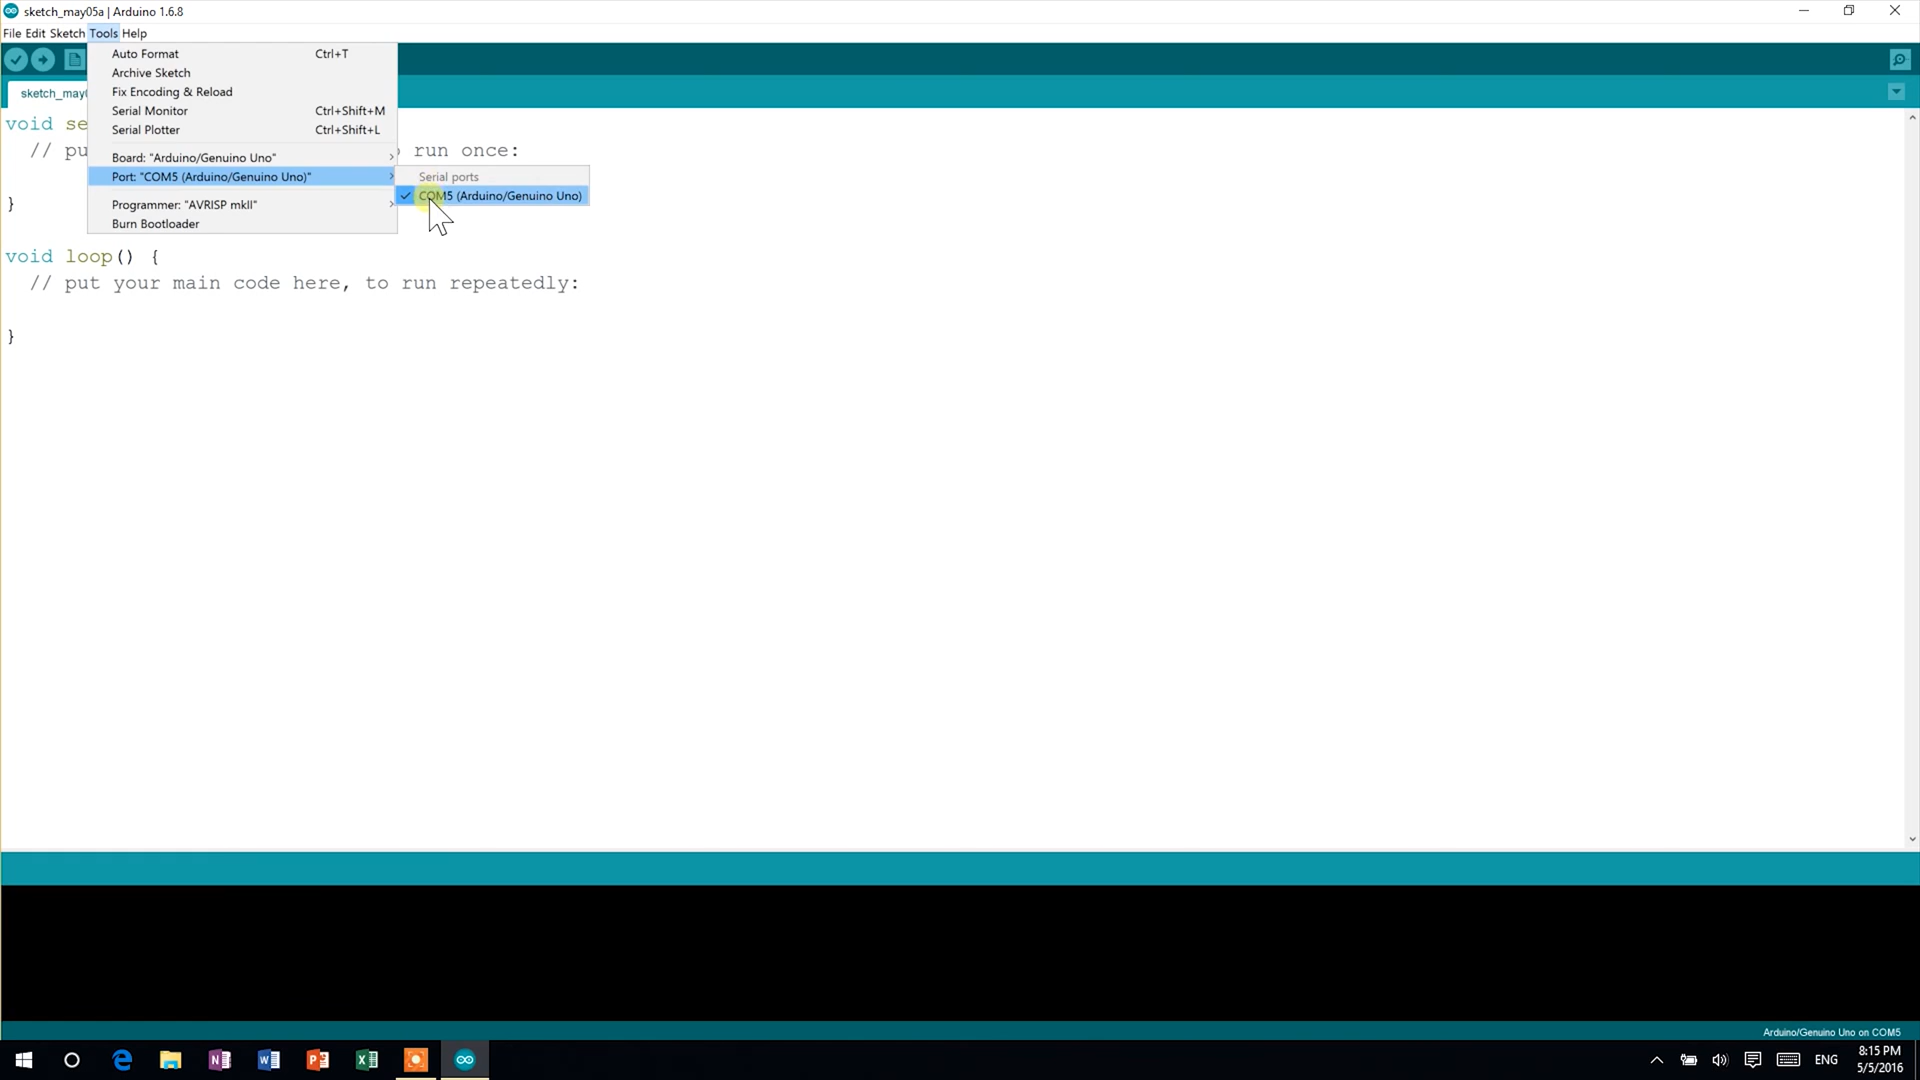 sketch_may05a | Arduino 1.6.8
File Edit Sketch Tools Help
Auto Format Ctrl+T
Archive Sketch
Fix Encoding & Reload
Serial Monitor Ctrl+Shift+M
Serial Plotter Ctrl+Shift+L
Board: "Arduino/Genuino Uno"
Port: "COM5 (Arduino/Genuino Uno)"
Programmer: "AVRISP mkII"
Burn Bootloader
Serial ports
COM5 (Arduino/Genuino Uno)
sketch_may0
void se
// pu run once:
}
void loop() {
// put your main code here, to run repeatedly:
}
Arduino/Genuino Uno on COM5
ENG
8:15 PM
5/5/2016